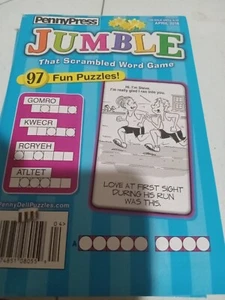 PennyPress
JUMBLE
That Scrambled Word Game
97 Fun Puzzles!
GOMRO
KWECR
RCRYEH
ATLTET
Hi, I'm Steve.
I'm really glad I ran into you.
LOVE AT FIRST SIGHT
DURING HIS RUN
WAS THIS.
A
PennyDellPuzzles.com